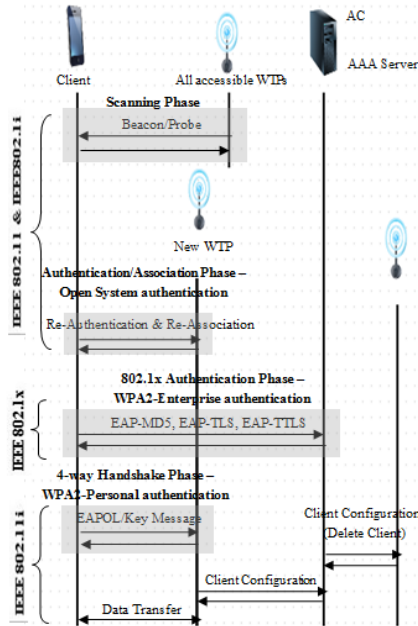 AC
AAA Server
Client
All accessible WTPs
Scanning Phase
Beacon/Probe
IEEE 802.11 & IEEE802.1i
New WTP
Authentication/Association Phase –
Open System authentication
Re-Authentication & Re-Association
802.1x Authentication Phase –
WPA2-Enterprise authentication
IEEE 802.1x
EAP-MD5, EAP-TLS, EAP-TTLS
4-way Handshake Phase –
WPA2-Personal authentication
IEEE 802.11i
EAPOL/Key Message
Client Configuration
(Delete Client)
Client Configuration
Data Transfer